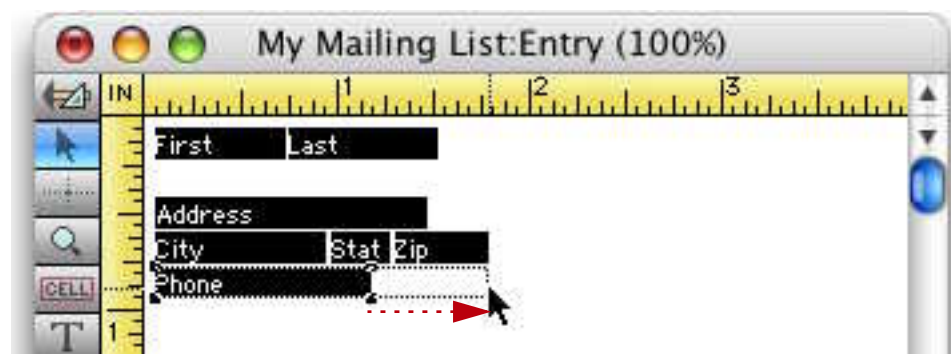 My Mailing List:Entry (100%)
IN 1 2 3
First Last
Address
City Stat Zip
CELL Phone
T 1